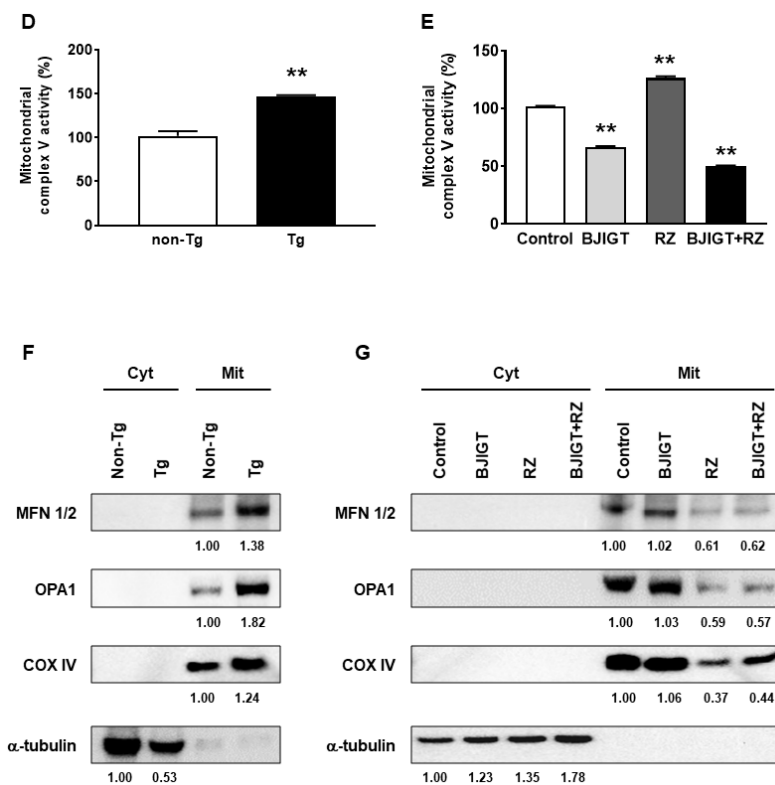 D
Mitochondrial
complex V activity (%)
200
150
100
50
0
**
non-Tg
Tg
E
Mitochondrial
complex V activity (%)
150
100
50
0
**
**
**
Control BJIGT RZ BJIGT+RZ
F
Cyt Mit
Non-Tg
Tg
Non-Tg
Tg
MFN 1/2
1.00 1.38
OPA1
1.00 1.82
COX IV
1.00 1.24
α-tubulin
1.00 0.53
G
Cyt Mit
Control
BJIGT
RZ
BJIGT+RZ
Control
BJIGT
RZ
BJIGT+RZ
MFN 1/2
1.00 1.02 0.61 0.62
OPA1
1.00 1.03 0.59 0.57
COX IV
1.00 1.06 0.37 0.44
α-tubulin
1.00 1.23 1.35 1.78